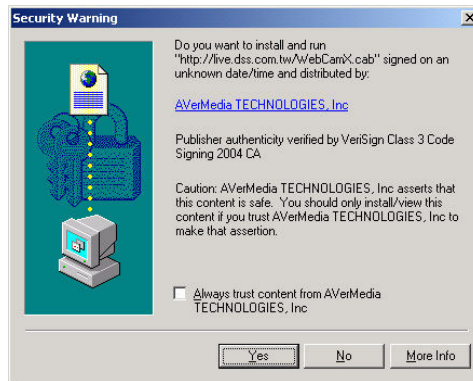 Security Warning
Do you want to install and run
"http://live.dss.com.tw/WebCamX.cab" signed on an
unknown date/time and distributed by:
AVerMedia TECHNOLOGIES, Inc
Publisher authenticity verified by VeriSign Class 3 Code
Signing 2004 CA
Caution: AVerMedia TECHNOLOGIES, Inc asserts that
this content is safe. You should only install/view this
content if you trust AVerMedia TECHNOLOGIES, Inc to
make that assertion.
Always trust content from AVerMedia
TECHNOLOGIES, Inc
Yes No More Info